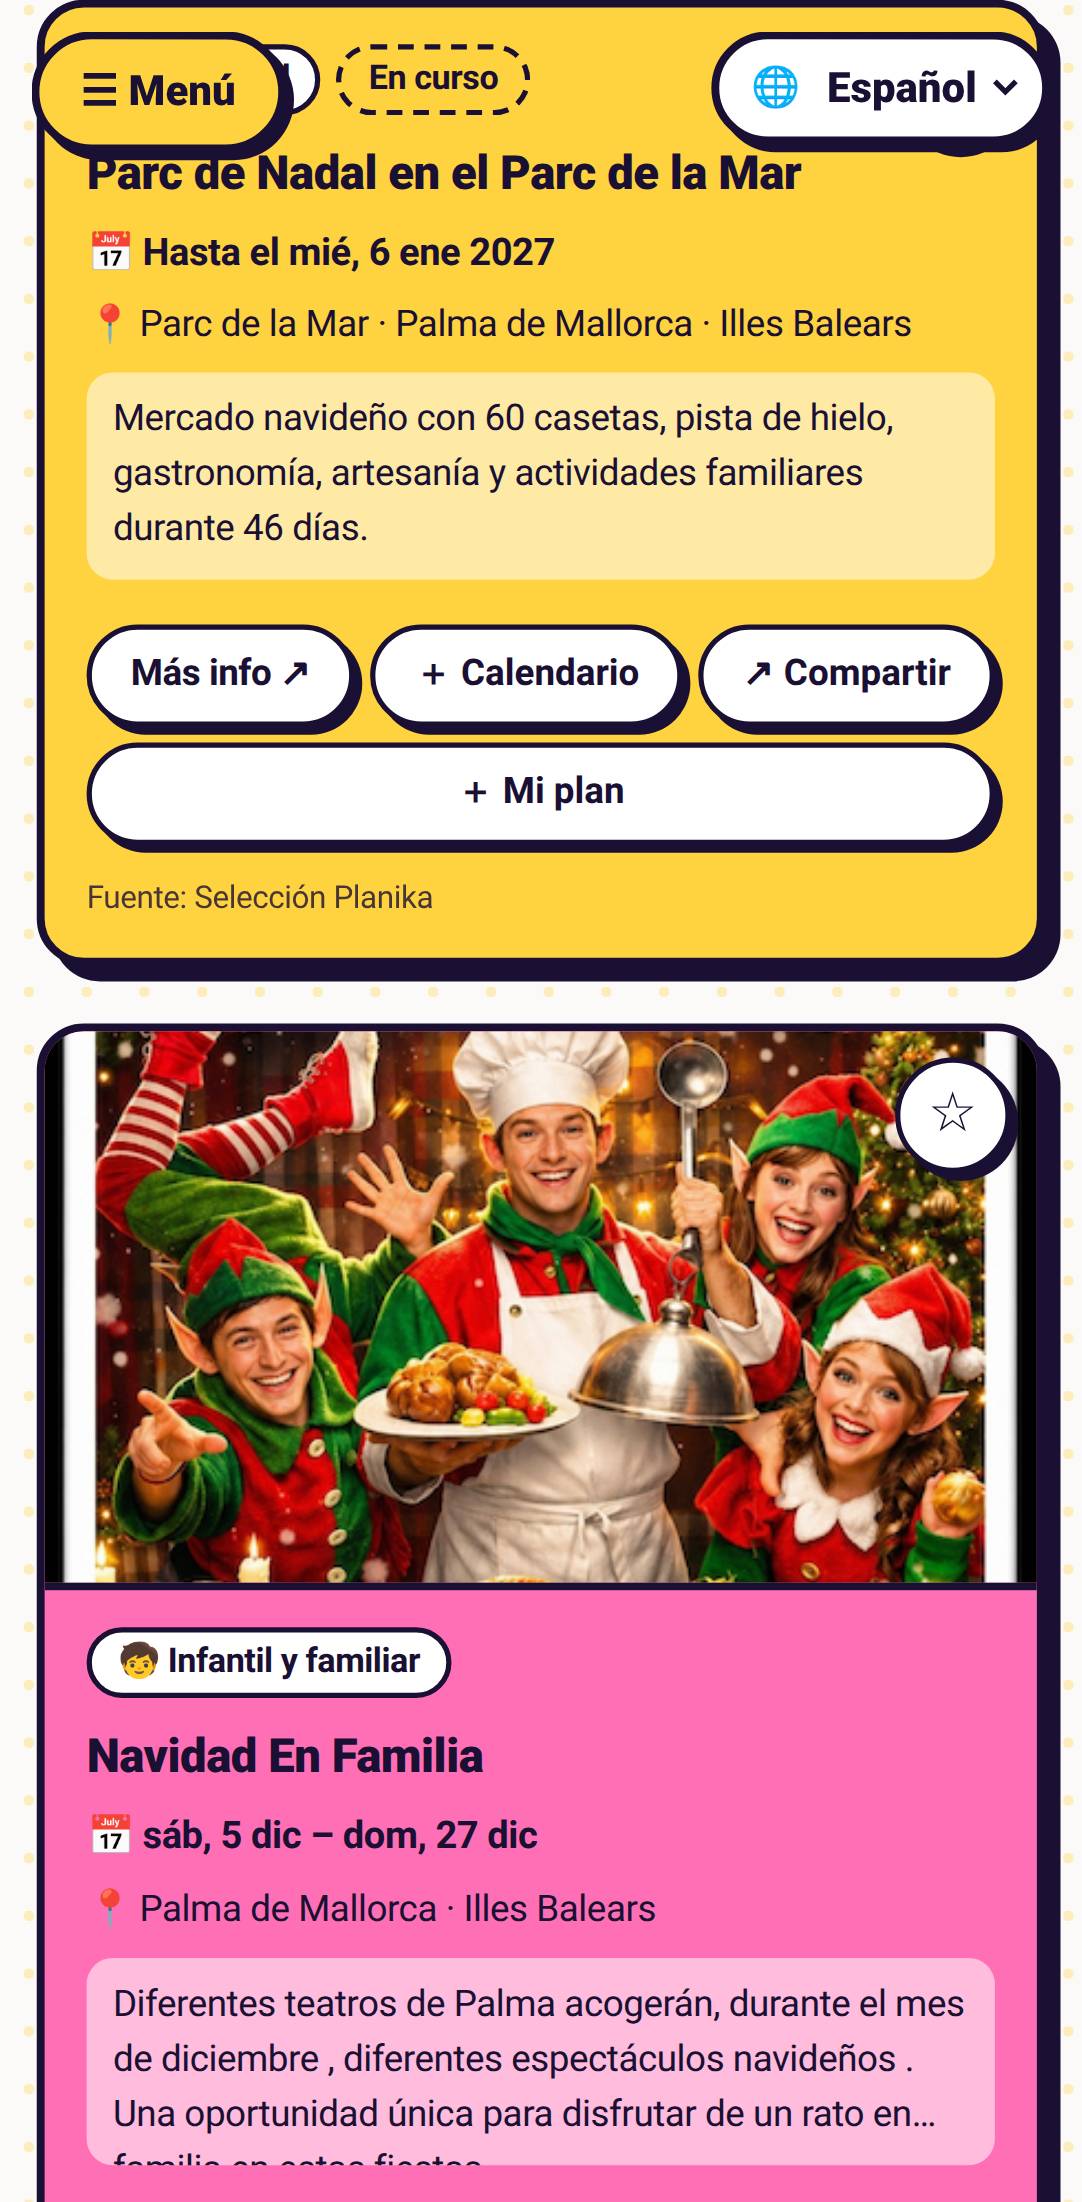 ☰ Menú
En curso
🌐 Español
Parc de Nadal en el Parc de la Mar
📅 Hasta el mié, 6 ene 2027
📍 Parc de la Mar · Palma de Mallorca · Illes Balears
Mercado navideño con 60 casetas, pista de hielo,
gastronomía, artesanía y actividades familiares
durante 46 días.
Más info ↗
+ Calendario
↗ Compartir
+ Mi plan
Fuente: Selección Planika
🧒 Infantil y familiar
Navidad En Familia
📅 sáb, 5 dic – dom, 27 dic
📍 Palma de Mallorca · Illes Balears
Diferentes teatros de Palma acogerán, durante el mes
de diciembre , diferentes espectáculos navideños .
Una oportunidad única para disfrutar de un rato en…
familia en estas fiestas